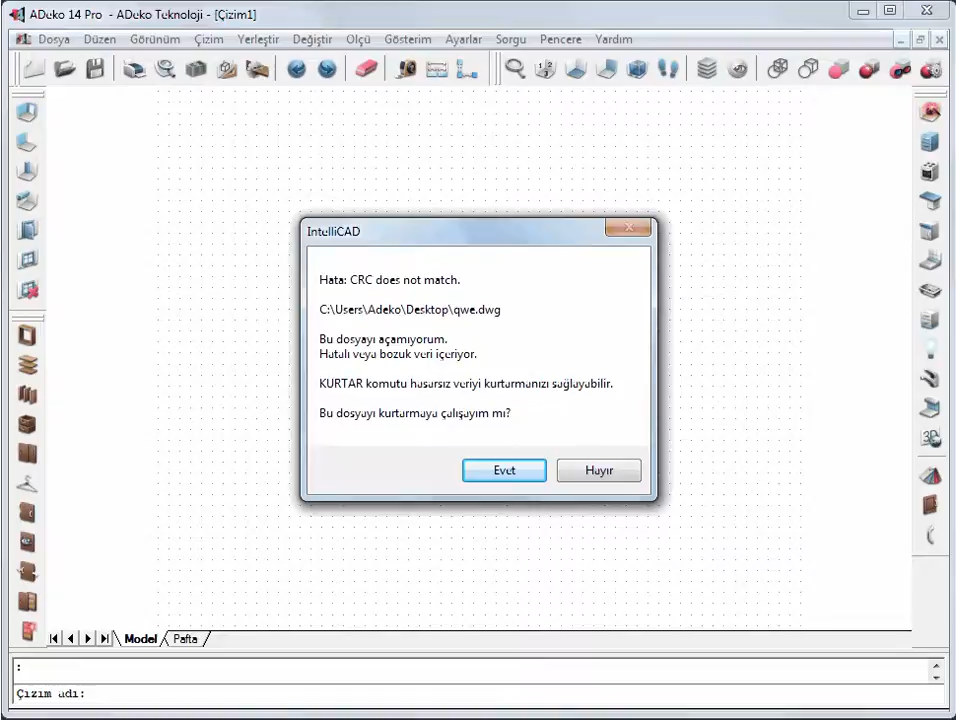 ADeko 14 Pro - ADeko Teknoloji - [Çizim1]
Dosya Düzen Görünüm Çizim Yerleştir Değiştir Ölçü Gösterim Ayarlar Sorgu Pencere Yardım
IntelliCAD
Hata: CRC does not match.
C:\Users\Adeko\Desktop\qwe.dwg
Bu dosyayı açamıyorum.
Hatalı veya bozuk veri içeriyor.
KURTAR komutu hasarsız veriyi kurtarmanızı sağlayabilir.
Bu dosyayı kurtarmaya çalışayım mı?
Evet Hayır
3D
Model Pafta
:
Çizim adı: